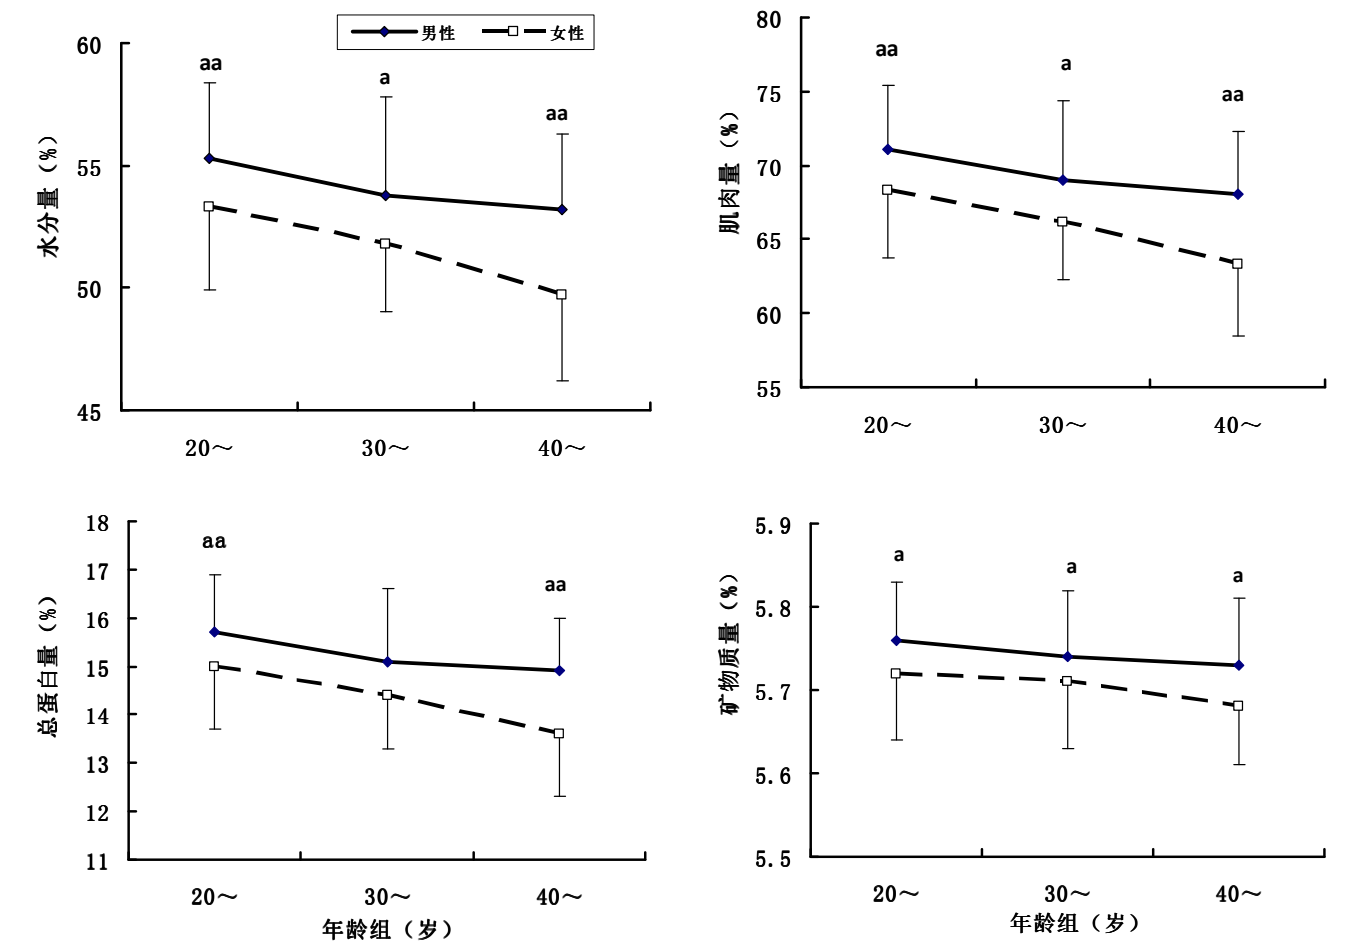 男性 女性
水分量（%）
60
55
50
45
aa
a
aa
20～
30～
40～
肌肉量（%）
80
75
70
65
60
55
aa
a
aa
20～
30～
40～
总蛋白量（%）
18
17
16
15
14
13
12
11
aa
aa
20～
30～
40～
年龄组（岁）
矿物质量（%）
5.9
5.8
5.7
5.6
5.5
a
a
a
20～
30～
40～
年龄组（岁）